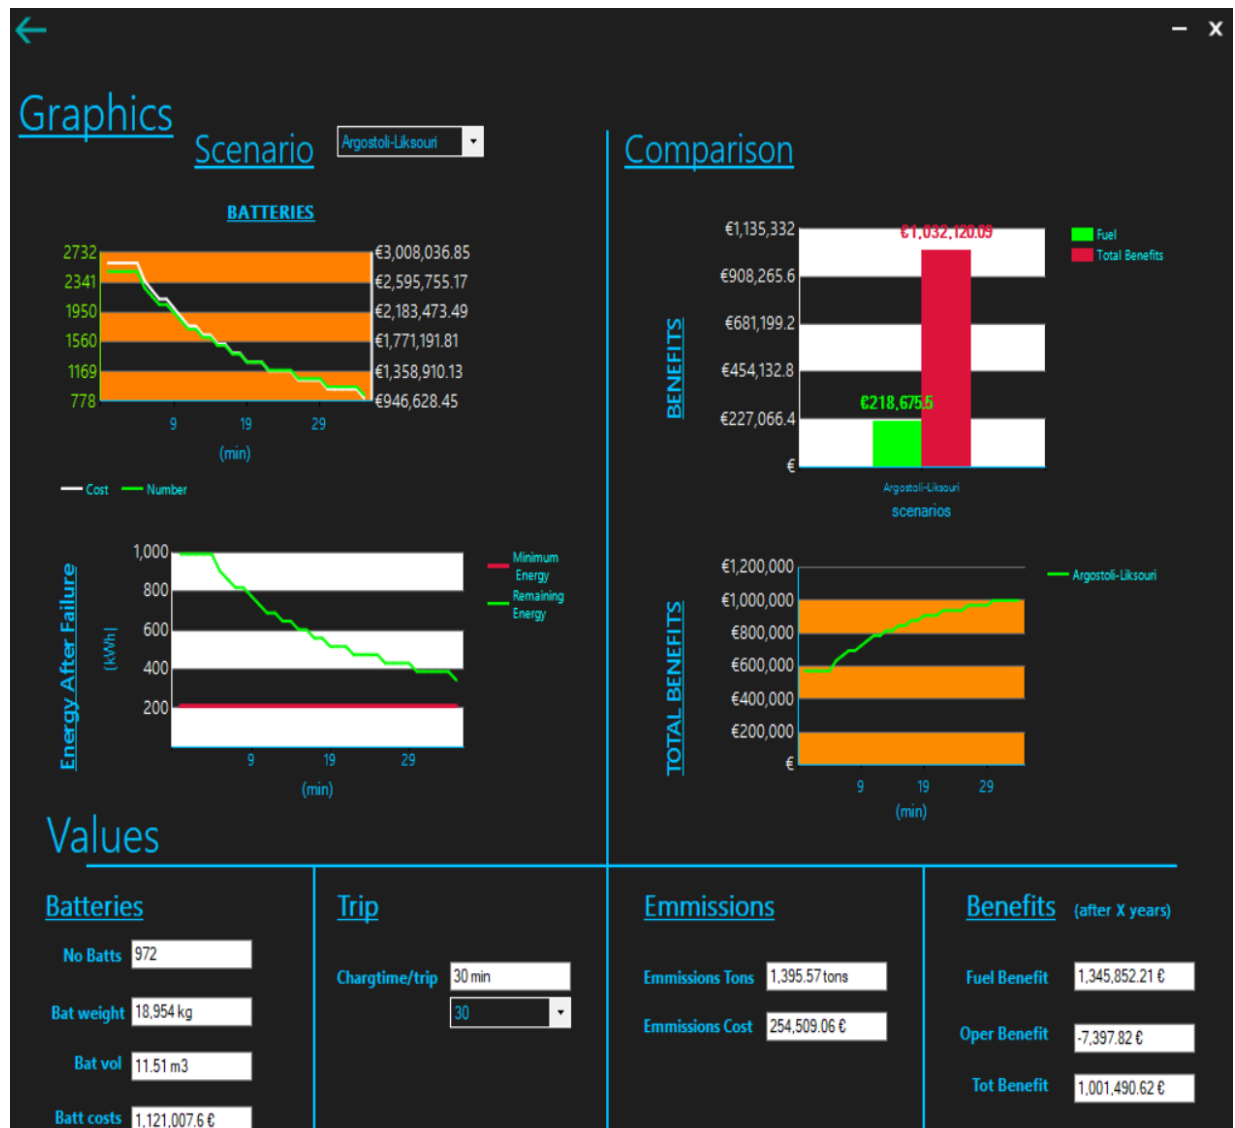 X
Graphics
Scenario
Argostoli-Liksouri
Comparison
BATTERIES
2732
2341
1950
1560
1169
778
€3,008,036.85
€2,595,755.17
€2,183,473.49
€1,771,191.81
€1,358,910.13
€946,628.45
9 19 29
(min)
Cost Number
BENEFITS
€1,135,332
€908,265.6
€681,199.2
€454,132.8
€227,066.4
€
€1,032,120.09
€218,675.5
Fuel
Total Benefits
Argostoli-Liksouri
scenarios
Energy After Failure
(kWh)
1,000
800
600
400
200
9 19 29
(min)
Minimum
Energy
Remaining
Energy
TOTAL BENEFITS
€1,200,000
€1,000,000
€800,000
€600,000
€400,000
€200,000
€
9 19 29
(min)
Argostoli-Liksouri
Values
Batteries
No Batts 972
Bat weight 18,954 kg
Bat vol 11.51 m3
Batt costs 1,121,007.6 €
Trip
Chargtime/trip 30 min
30
Emmissions
Emmissions Tons 1,395.57 tons
Emmissions Cost 254,509.06 €
Benefits (after X years)
Fuel Benefit 1,345,852.21 €
Oper Benefit -7,397.82 €
Tot Benefit 1,001,490.62 €